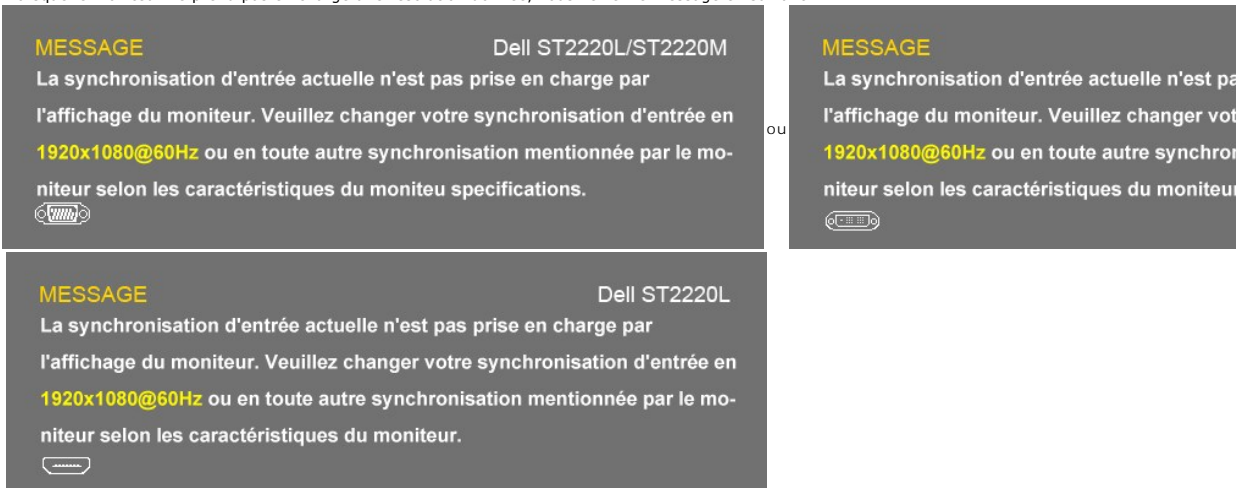 MESSAGE Dell ST2220L/ST2220M
La synchronisation d'entrée actuelle n'est pas prise en charge par
l'affichage du moniteur. Veuillez changer votre synchronisation d'entrée en
1920x1080@60Hz ou en toute autre synchronisation mentionnée par le mo-
niteur selon les caractéristiques du moniteu specifications.
ou
MESSAGE
La synchronisation d'entrée actuelle n'est pa
l'affichage du moniteur. Veuillez changer vot
1920x1080@60Hz ou en toute autre synchron
niteur selon les caractéristiques du moniteur
MESSAGE Dell ST2220L
La synchronisation d'entrée actuelle n'est pas prise en charge par
l'affichage du moniteur. Veuillez changer votre synchronisation d'entrée en
1920x1080@60Hz ou en toute autre synchronisation mentionnée par le mo-
niteur selon les caractéristiques du moniteur.